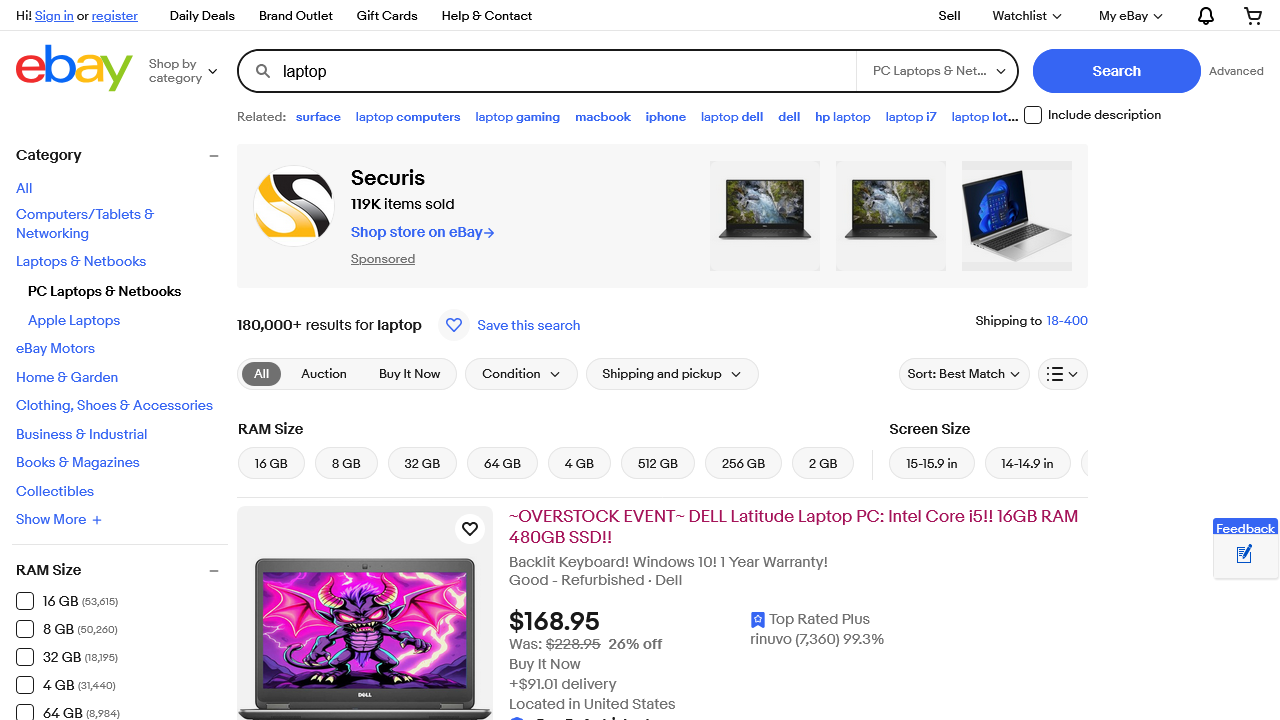 Hi! Sign in or register
Daily Deals
Brand Outlet
Gift Cards
Help & Contact
Sell
Watchlist
My eBay
ebay
Shop by category
laptop
PC Laptops & Net...
Search
Advanced
Related:
surface
laptop computers
laptop gaming
macbook
iphone
laptop dell
dell
hp laptop
laptop i7
laptop lot...
Include description
Category
All
Computers/Tablets &
Networking
Laptops & Netbooks
PC Laptops & Netbooks
Apple Laptops
eBay Motors
Home & Garden
Clothing, Shoes & Accessories
Business & Industrial
Books & Magazines
Collectibles
Show More
RAM Size
16 GB (53,615)
8 GB (50,260)
32 GB (18,195)
4 GB (31,440)
64 GB (8,984)
Securis
119K items sold
Shop store on eBay
Sponsored
180,000+ results for laptop
Save this search
Shipping to 18-400
All
Auction
Buy It Now
Condition
Shipping and pickup
Sort: Best Match
RAM Size
16 GB
8 GB
32 GB
64 GB
4 GB
512 GB
256 GB
2 GB
Screen Size
15-15.9 in
14-14.9 in
~OVERSTOCK EVENT~ DELL Latitude Laptop PC: Intel Core i5!! 16GB RAM
480GB SSD!!
Backlit Keyboard! Windows 10! 1 Year Warranty!
Good - Refurbished · Dell
$168.95
Was: $228.95 26% off
Buy It Now
+$91.01 delivery
Located in United States
Top Rated Plus
rinuvo (7,360) 99.3%
DELL
Feedback